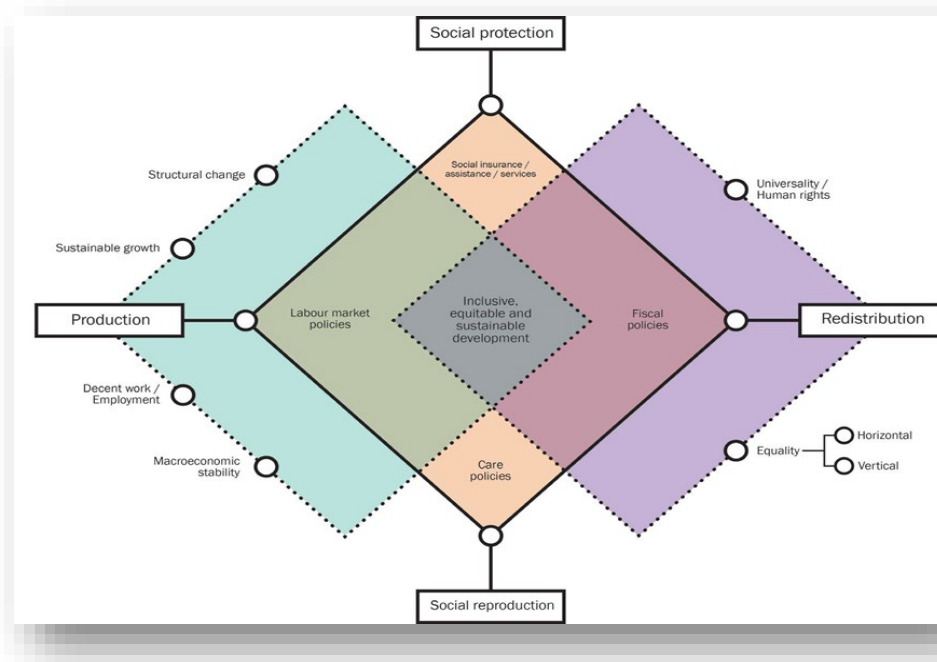 Social protection
Social insurance /
assistance / services
Structural change
Universality /
Human rights
Sustainable growth
Production
Labour market
policies
Inclusive,
equitable and
sustainable
development
Fiscal
policies
Redistribution
Decent work /
Employment
Macroeconomic
stability
Care
policies
Equality
Horizontal
Vertical
Social reproduction